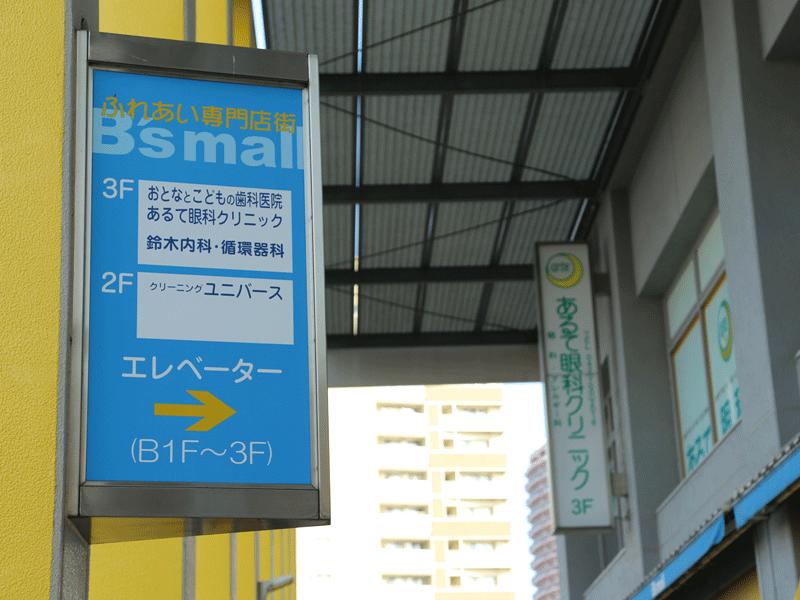 ふれあい専門店街
B's mall
3F
おとなとこどもの歯科医院
あるて眼科クリニック
鈴木内科・循環器科
2F
クリーニングユニバース
エレベーター
(B1F～3F)
あるて眼科クリニック
3F